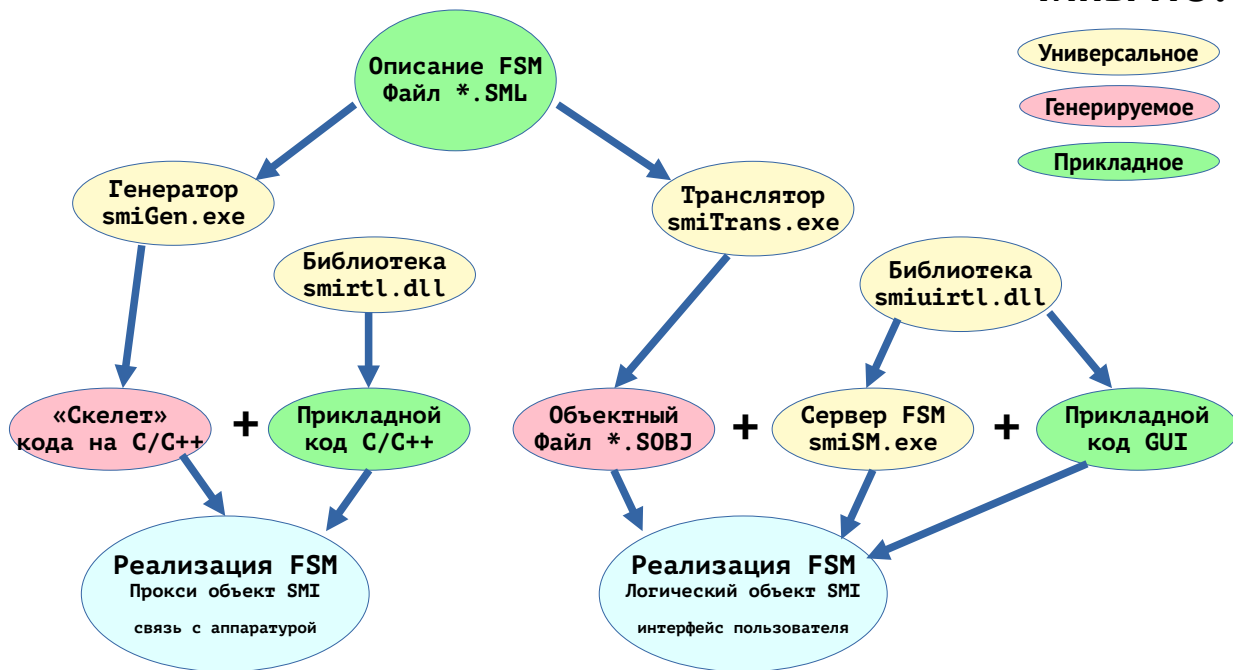 Универсальное
Генерируемое
Прикладное
Описание FSM
Файл *.SML
Генератор
smiGen.exe
Транслятор
smiTrans.exe
Библиотека
smirtl.dll
Библиотека
smiuirtl.dll
«Скелет»
кода на C/C++
+
Прикладной
код C/C++
Объектный
Файл *.SOBJ
+
Сервер FSM
smiSM.exe
+
Прикладной
код GUI
Реализация FSM
Прокси объект SMI
связь с аппаратурой
Реализация FSM
Логический объект SMI
интерфейс пользователя